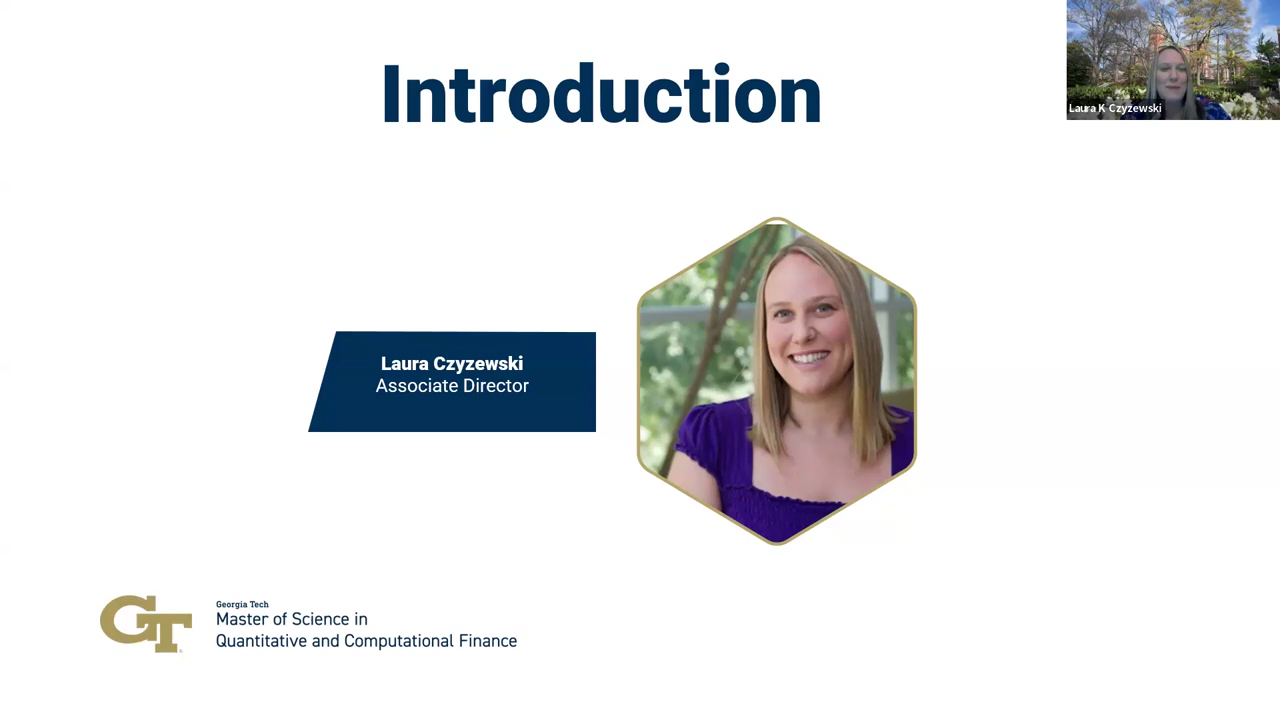 Introduction
Laura K Czyzewski
Laura Czyzewski
Associate Director
GT
Georgia Tech
Master of Science in
Quantitative and Computational Finance